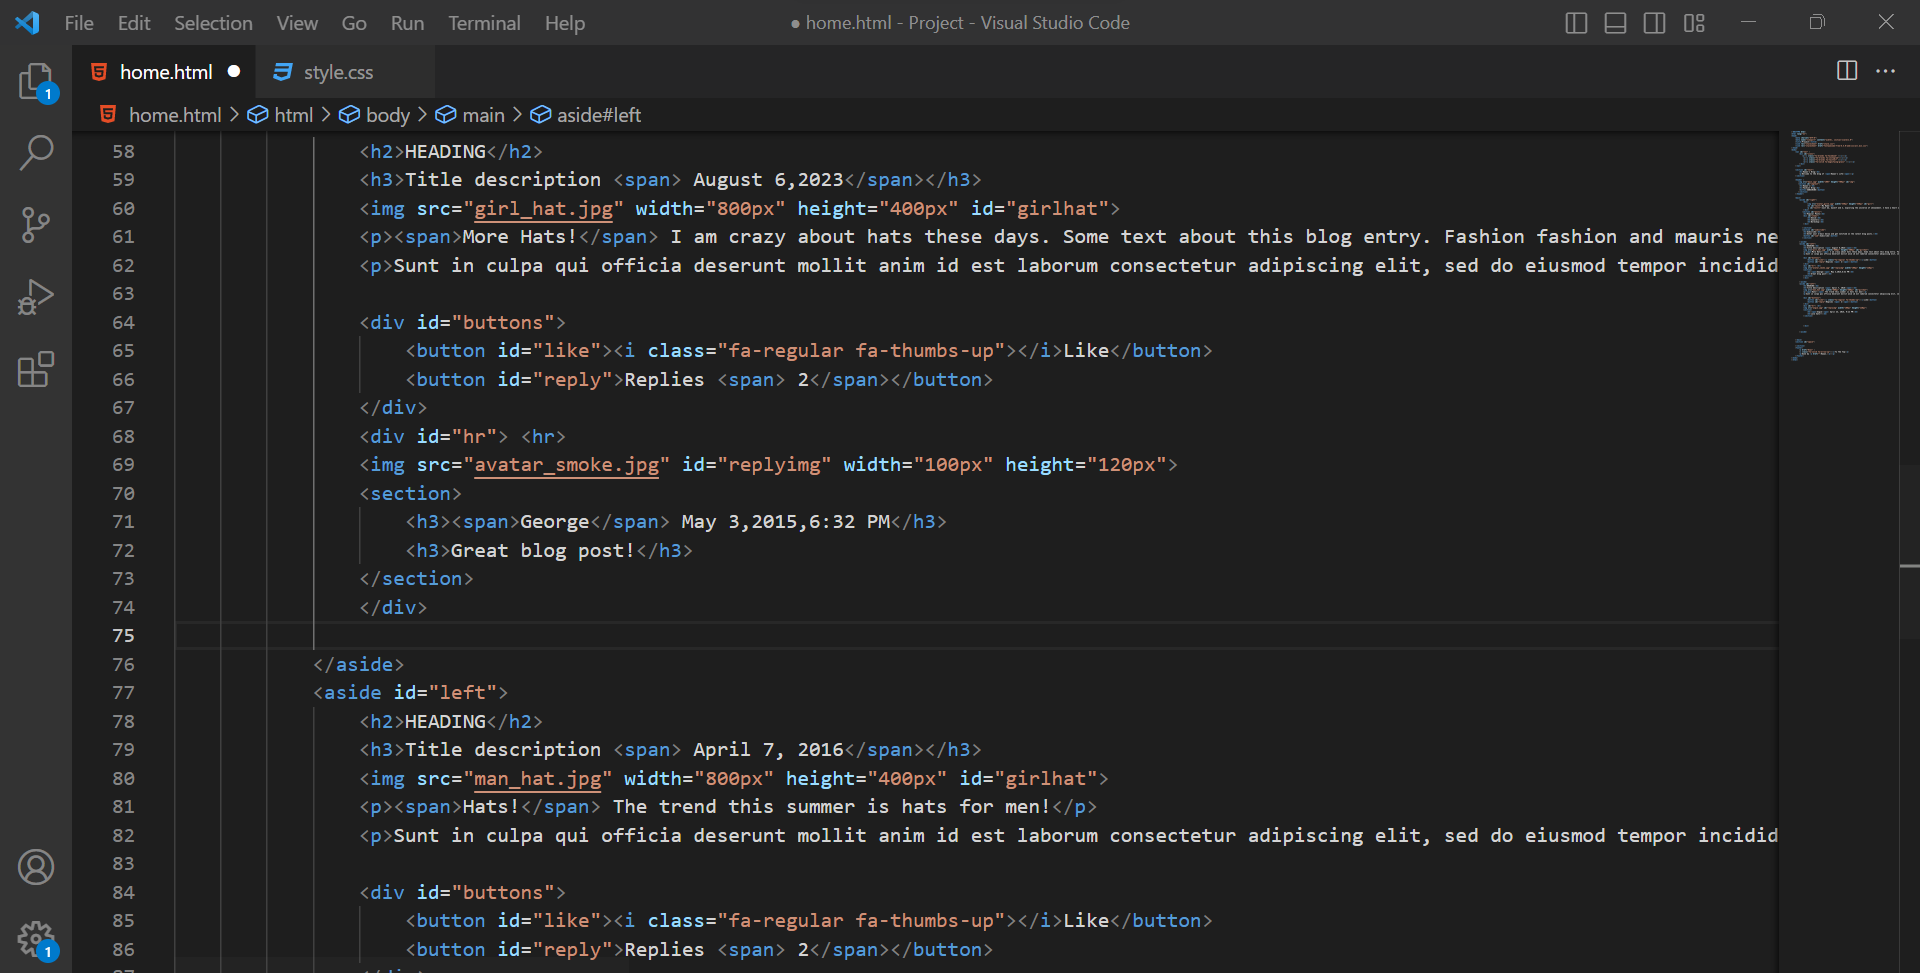 File Edit Selection View Go Run Terminal Help
● home.html - Project - Visual Studio Code
home.html ● style.css
home.html > html > body > main > aside#left
1
58 <h2>HEADING</h2>
59 <h3>Title description <span> August 6,2023</span></h3>
60 <img src="girl_hat.jpg" width="800px" height="400px" id="girlhat">
61 <p><span>More Hats!</span> I am crazy about hats these days. Some text about this blog entry. Fashion fashion and mauris ne
62 <p>Sunt in culpa qui officia deserunt mollit anim id est laborum consectetur adipiscing elit, sed do eiusmod tempor incidid
63
64 <div id="buttons">
65 <button id="like"><i class="fa-regular fa-thumbs-up"></i>Like</button>
66 <button id="reply">Replies <span> 2</span></button>
67 </div>
68 <div id="hr"> <hr>
69 <img src="avatar_smoke.jpg" id="replyimg" width="100px" height="120px">
70 <section>
71 <h3><span>George</span> May 3,2015,6:32 PM</h3>
72 <h3>Great blog post!</h3>
73 </section>
74 </div>
75
76 </aside>
77 <aside id="left">
78 <h2>HEADING</h2>
79 <h3>Title description <span> April 7, 2016</span></h3>
80 <img src="man_hat.jpg" width="800px" height="400px" id="girlhat">
81 <p><span>Hats!</span> The trend this summer is hats for men!</p>
82 <p>Sunt in culpa qui officia deserunt mollit anim id est laborum consectetur adipiscing elit, sed do eiusmod tempor incidid
83
84 <div id="buttons">
85 <button id="like"><i class="fa-regular fa-thumbs-up"></i>Like</button>
86 <button id="reply">Replies <span> 2</span></button>
1